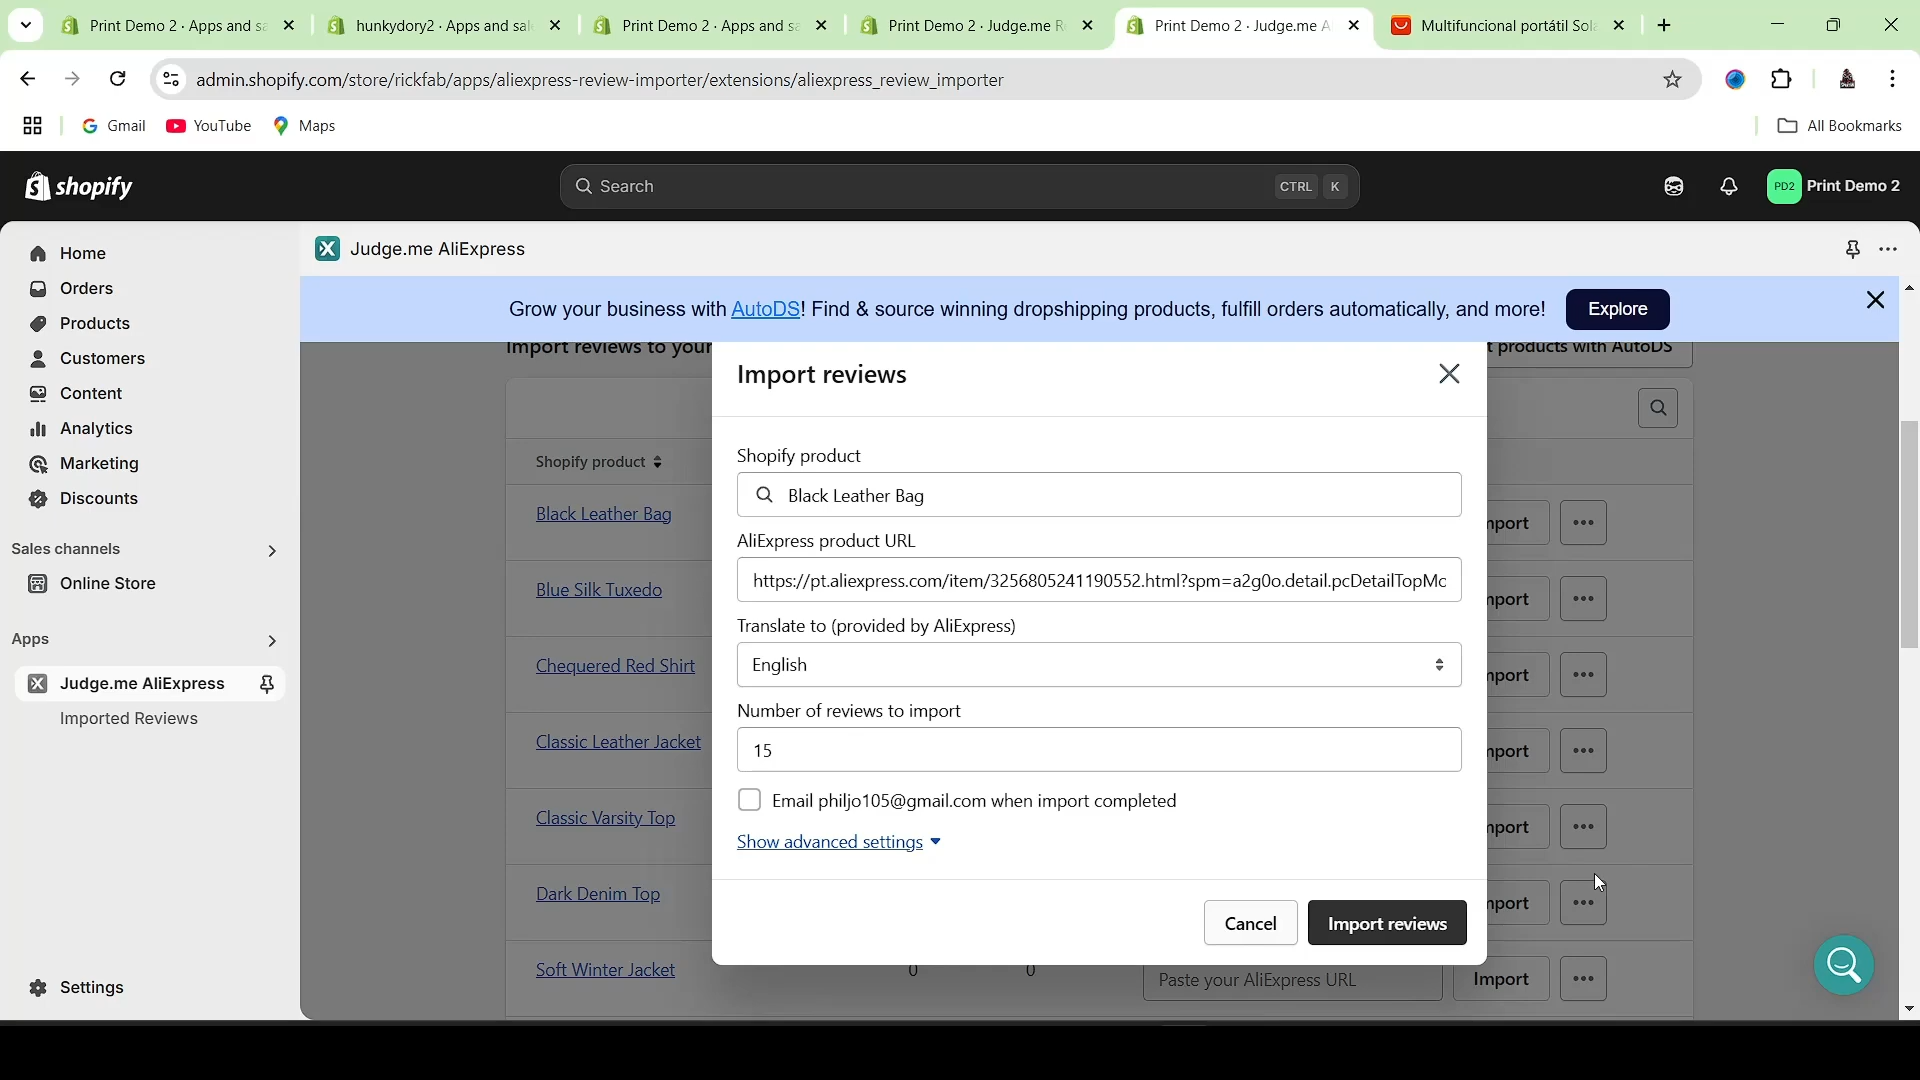 Print Demo 2 · Apps and sa
hunkydory2 · Apps and sal
Print Demo 2 · Apps and sa
Print Demo 2 · Judge.me R
Print Demo 2 · Judge.me A
Multifuncional portátil Sola
admin.shopify.com/store/rickfab/apps/aliexpress-review-importer/extensions/aliexpress_review_importer
Gmail
YouTube
Maps
All Bookmarks
shopify
Search
CTRL K
PD2
Print Demo 2
Home
Orders
Products
Customers
Content
Analytics
Marketing
Discounts
Sales channels
Online Store
Apps
Judge.me AliExpress
Imported Reviews
Settings
Judge.me AliExpress
Grow your business with AutoDS! Find & source winning dropshipping products, fulfill orders automatically, and more!
Explore
Import reviews to your
t products with AutoDS
Shopify product
Black Leather Bag
mport
Blue Silk Tuxedo
mport
Chequered Red Shirt
mport
Classic Leather Jacket
mport
Classic Varsity Top
mport
Dark Denim Top
mport
Soft Winter Jacket
0
0
Paste your AliExpress URL
Import
Import reviews
Shopify product
Black Leather Bag
AliExpress product URL
https://pt.aliexpress.com/item/3256805241190552.html?spm=a2g0o.detail.pcDetailTopMc
Translate to (provided by AliExpress)
English
Number of reviews to import
15
Email philjo105@gmail.com when import completed
Show advanced settings
Cancel
Import reviews